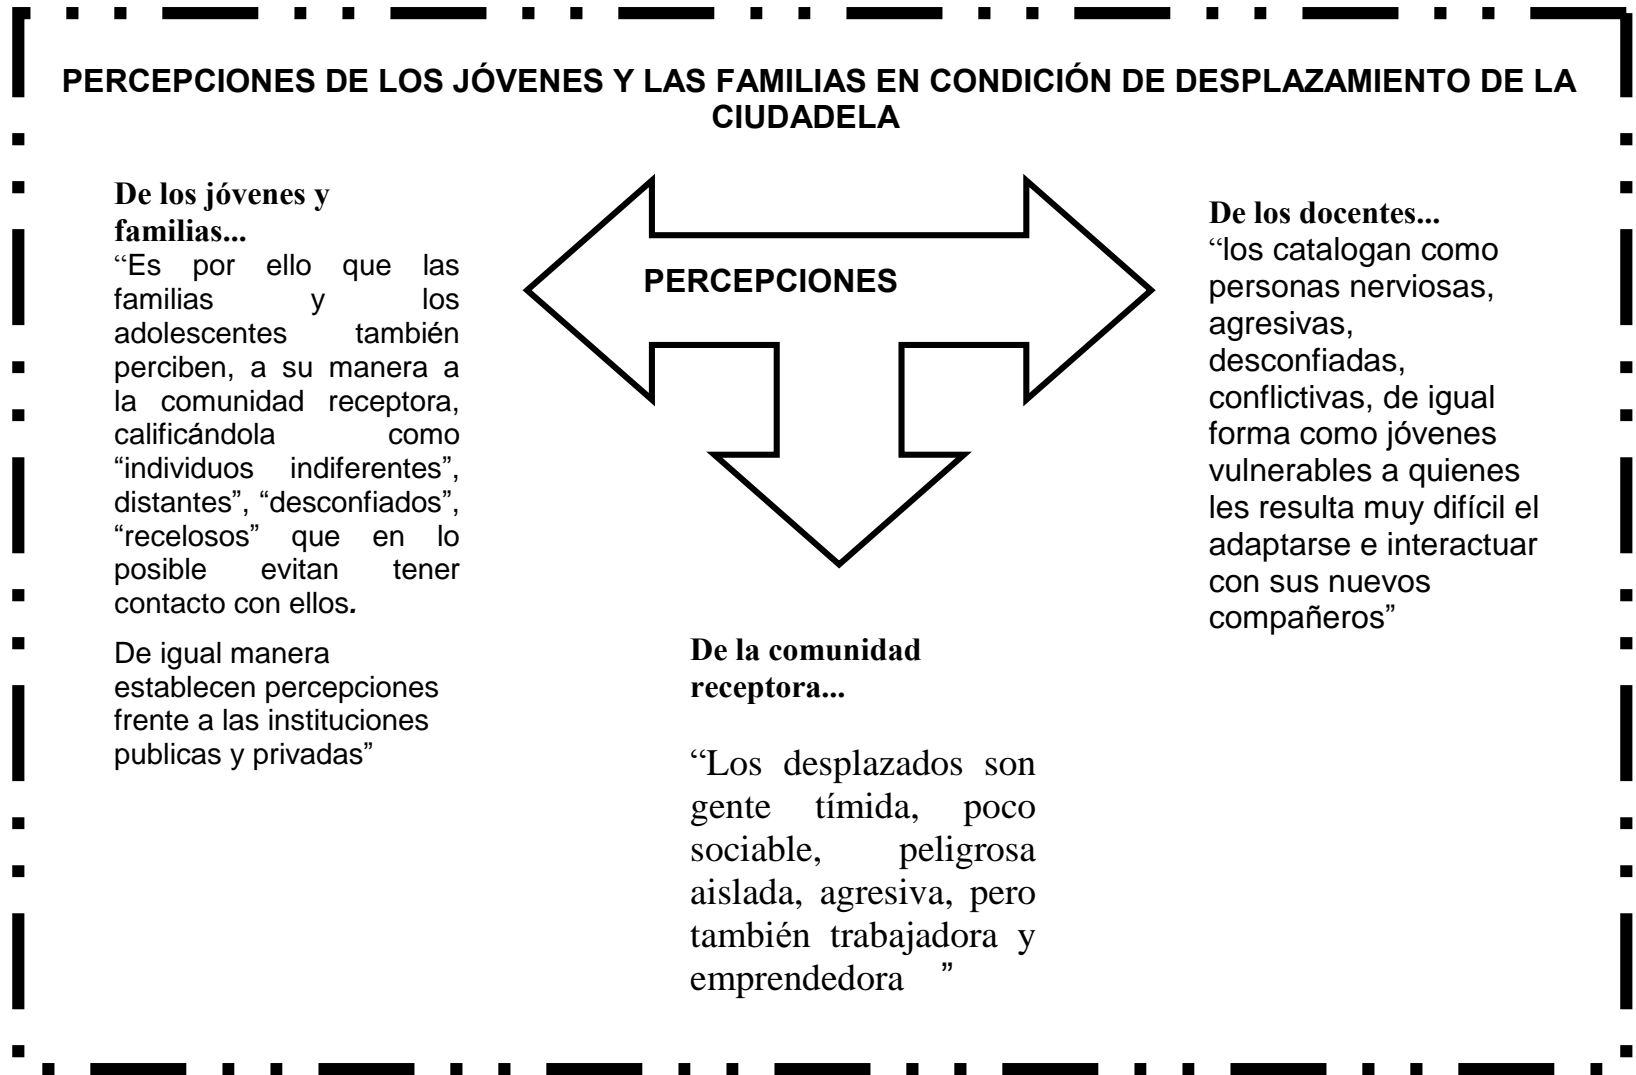 PERCEPCIONES DE LOS JÓVENES Y LAS FAMILIAS EN CONDICIÓN DE DESPLAZAMIENTO DE LA
CIUDADELA
De los jóvenes y
familias...
“Es por ello que las
familias y los
adolescentes también
perciben, a su manera a
la comunidad receptora,
calificándola como
“individuos indiferentes”,
distantes”, “desconfiados”,
“recelosos” que en lo
posible evitan tener
contacto con ellos.
De igual manera
establecen percepciones
frente a las instituciones
publicas y privadas”
PERCEPCIONES
De la comunidad
receptora...
“Los desplazados son
gente tímida, poco
sociable, peligrosa
aislada, agresiva, pero
también trabajadora y
emprendedora ”
De los docentes...
“los catalogan como
personas nerviosas,
agresivas,
desconfiadas,
conflictivas, de igual
forma como jóvenes
vulnerables a quienes
les resulta muy difícil el
adaptarse e interactuar
con sus nuevos
compañeros”